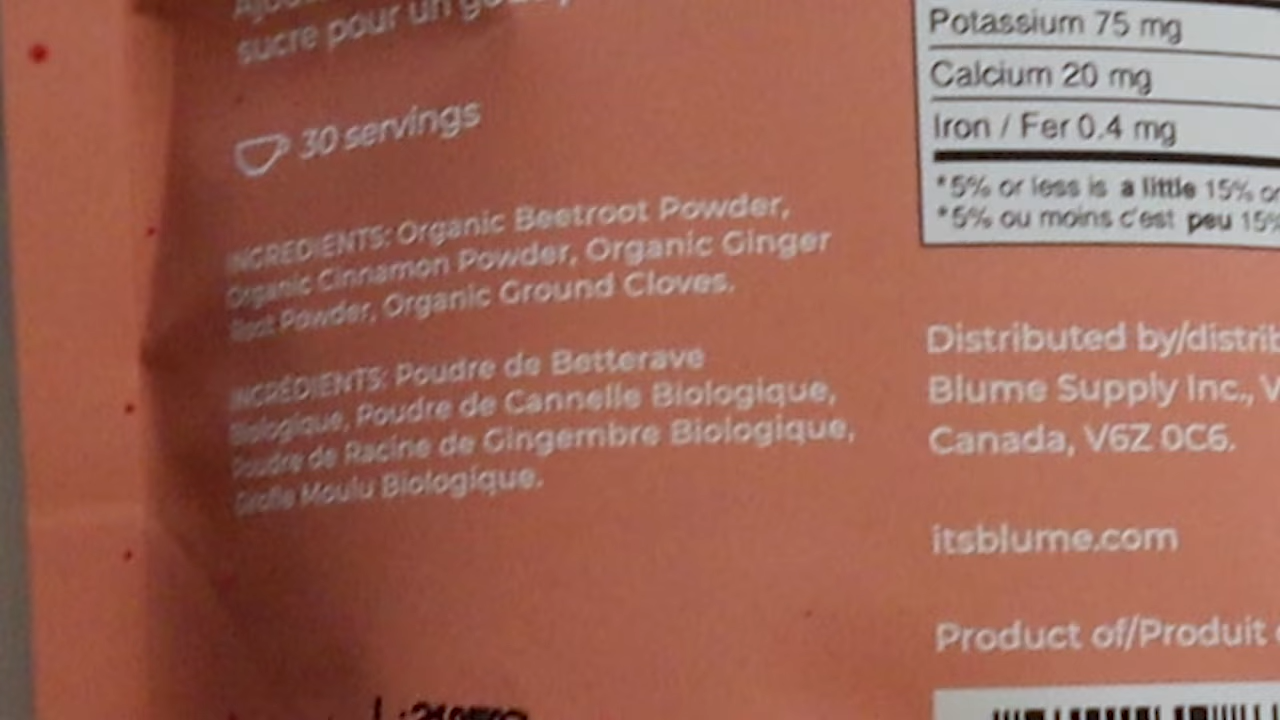 sucre pour un
30 servings
INGREDIENTS: Organic Beetroot Powder,
Organic Cinnamon Powder, Organic Ginger
Root Powder, Organic Ground Cloves.
INGRÉDIENTS: Poudre de Betterave
Biologique, Poudre de Cannelle Biologique,
Poudre de Racine de Gingembre Biologique,
Girofle Moulu Biologique.
Potassium 75 mg
Calcium 20 mg
Iron / Fer 0.4 mg
*5% or less is a little 15% or
*5% ou moins c'est peu 15%
Distributed by/distrib
Blume Supply Inc., V
Canada, V6Z 0C6.
itsblume.com
Product of/Produit